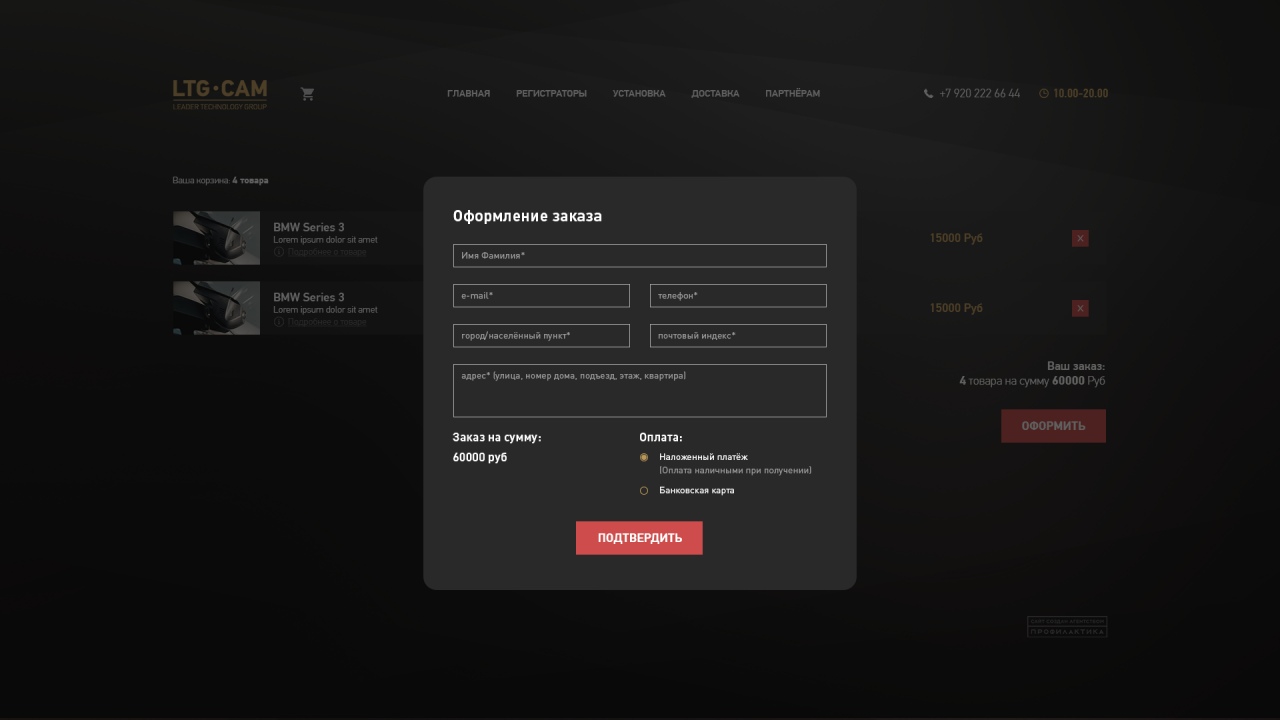 LTG·CAM
LEADER TECHNOLOGY GROUP
ГЛАВНАЯ РЕГИСТРАТОРЫ УСТАНОВКА ДОСТАВКА ПАРТНЁРАМ
+7 920 222 66 44
10.00-20.00
Ваша корзина: 4 товара
BMW Series 3
Lorem ipsum dolor sit amet
Подробнее о товаре
15000 Руб
X
BMW Series 3
Lorem ipsum dolor sit amet
Подробнее о товаре
15000 Руб
X
Ваш заказ:
4 товара на сумму 60000 Руб
ОФОРМИТЬ
Оформление заказа
Имя Фамилия*
e-mail*
телефон*
город/населённый пункт*
почтовый индекс*
адрес* (улица, номер дома, подъезд, этаж, квартира)
Заказ на сумму:
60000 руб
Оплата:
Наложенный платёж
(Оплата наличными при получении)
Банковская карта
ПОДТВЕРДИТЬ
САЙТ СОЗДАН АГЕНТСТВОМ
ПРОФИЛАКТИКА